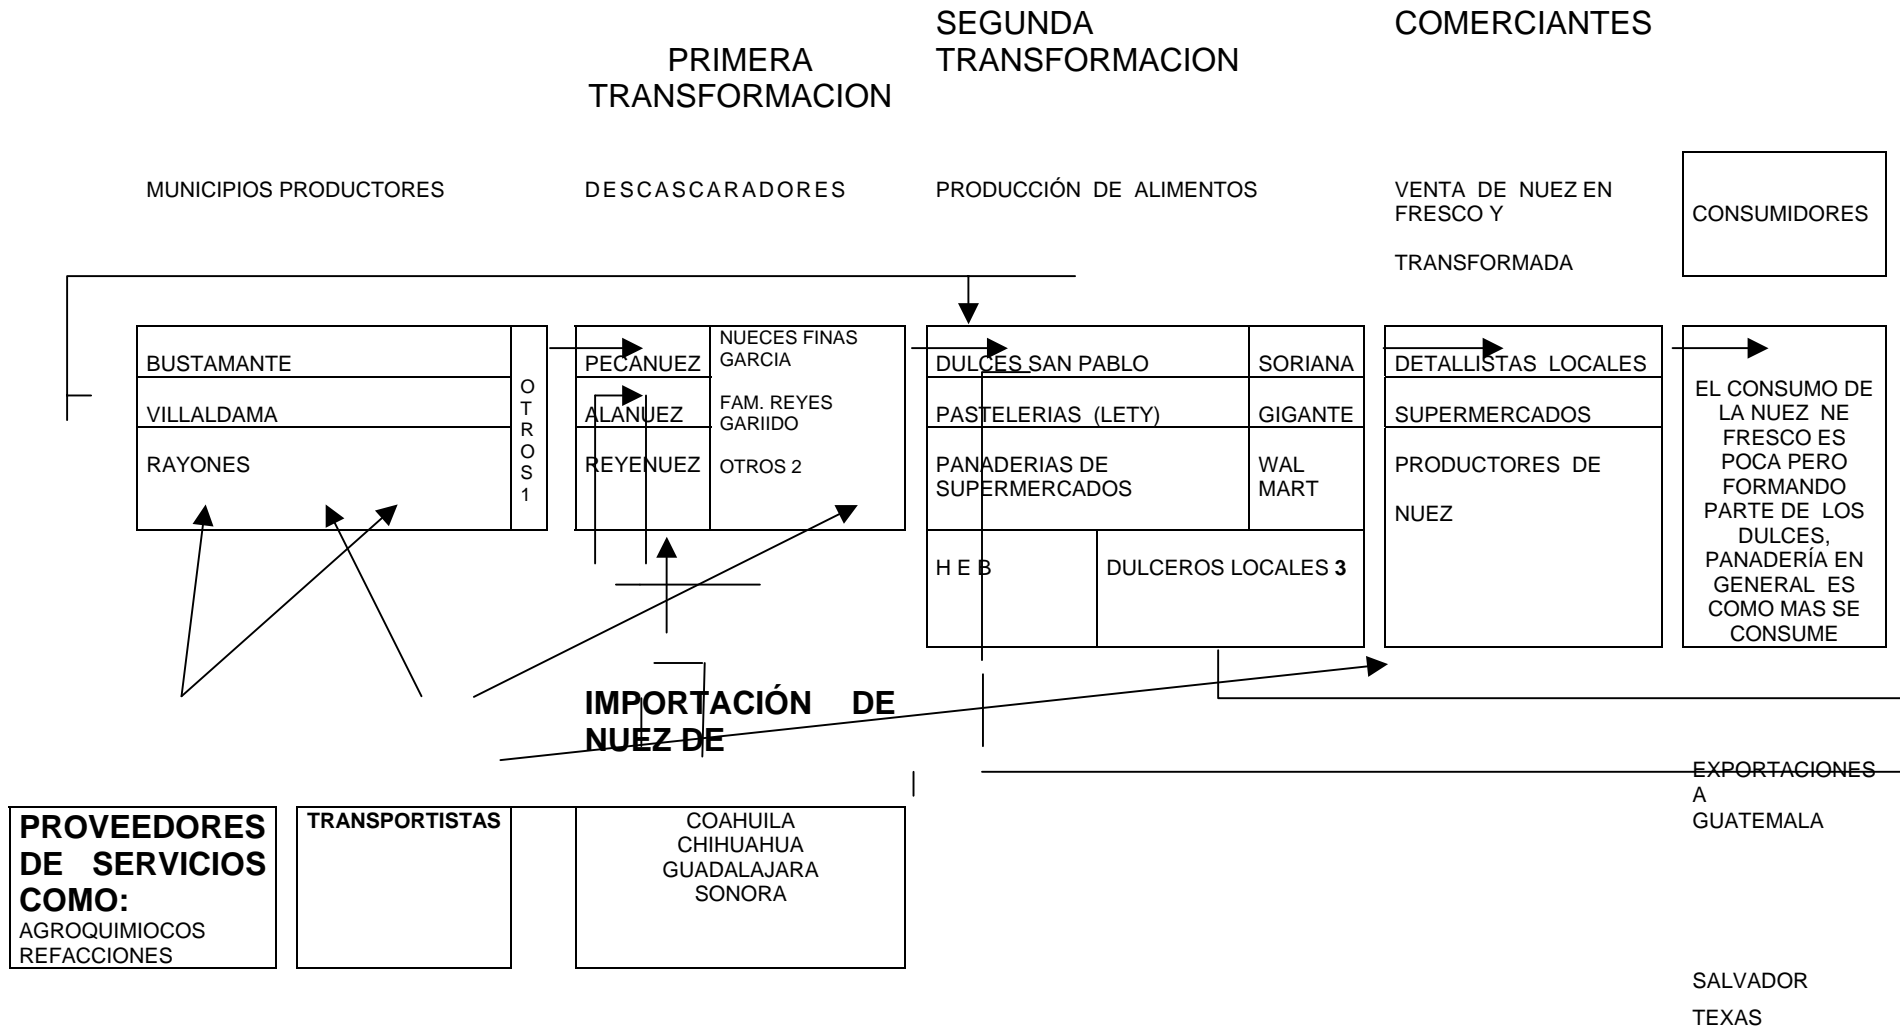 PRIMERA
TRANSFORMACION
SEGUNDA
TRANSFORMACION
COMERCIANTES
MUNICIPIOS PRODUCTORES
DESCASCARADORES
PRODUCCIÓN DE ALIMENTOS
VENTA DE NUEZ EN
FRESCO Y
TRANSFORMADA
CONSUMIDORES
BUSTAMANTE
VILLALDAMA
RAYONES
O
T
R
O
S
1
PECANUEZ
ALANUEZ
REYENUEZ
NUECES FINAS
GARCIA
FAM. REYES
GARIIDO
OTROS 2
DULCES SAN PABLO
SORIANA
PASTELERIAS (LETY)
GIGANTE
PANADERIAS DE
SUPERMERCADOS
WAL
MART
H E B
DULCEROS LOCALES 3
DETALLISTAS LOCALES
SUPERMERCADOS
PRODUCTORES DE
NUEZ
EL CONSUMO DE
LA NUEZ NE
FRESCO ES
POCA PERO
FORMANDO
PARTE DE LOS
DULCES,
PANADERÍA EN
GENERAL ES
COMO MAS SE
CONSUME
IMPORTACIÓN DE
NUEZ DE
PROVEEDORES
DE SERVICIOS
COMO:
AGROQUIMIOCOS
REFACCIONES
TRANSPORTISTAS
COAHUILA
CHIHUAHUA
GUADALAJARA
SONORA
EXPORTACIONES
A
GUATEMALA
SALVADOR
TEXAS